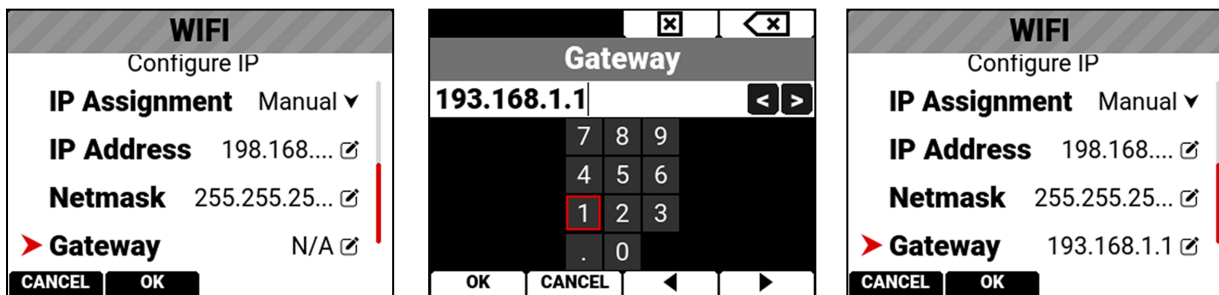 WIFI
Configure IP
IP Assignment Manual
IP Address 198.168....
Netmask 255.255.25...
Gateway N/A
CANCEL OK
Gateway
193.168.1.1 < >
7 8 9
4 5 6
1 2 3
. 0
OK CANCEL
WIFI
Configure IP
IP Assignment Manual
IP Address 198.168....
Netmask 255.255.25...
Gateway 193.168.1.1
CANCEL OK